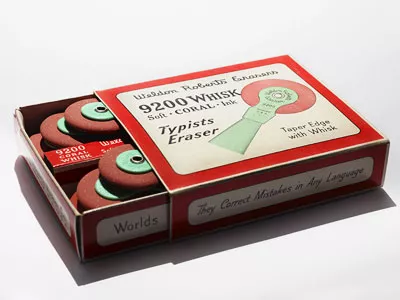 Weldon Roberts Erasers
9200 WHISK
Soft · CORAL · Ink
Typists
Eraser
Taper Edge
with Whisk
9200
CORAL
WHISK
Worlds
They Correct Mistakes in Any Language